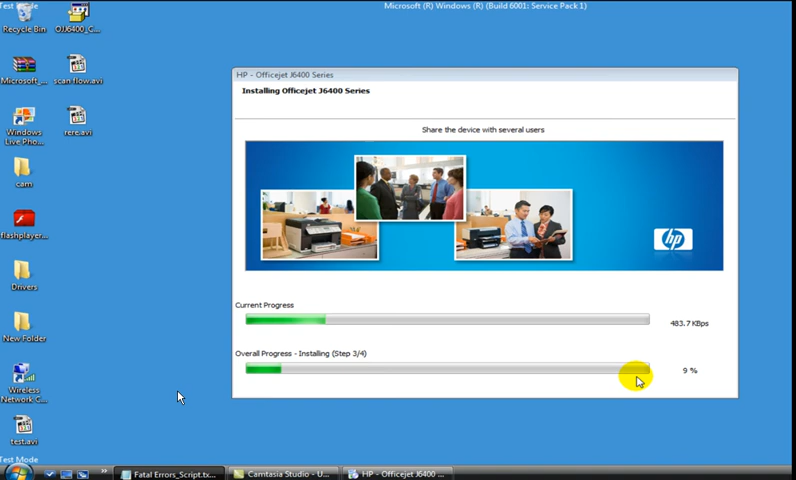 Test Mode
Microsoft (R) Windows (R) (Build 6001: Service Pack 1)
Recycle Bin
OJJ6400_C...
Microsoft_...
scan flow.avi
Windows
Live Pho...
rere.avi
cam
flashplayer...
Drivers
New Folder
Wireless
Network C...
test.avi
Test Mode
HP - Officejet J6400 Series
Installing Officejet J6400 Series
Share the device with several users
hp
Current Progress
483.7 KBps
Overall Progress - Installing (Step 3/4)
9 %
»
Fatal Errors_Script.tx...
Camtasia Studio - U...
HP - Officejet J6400 ...